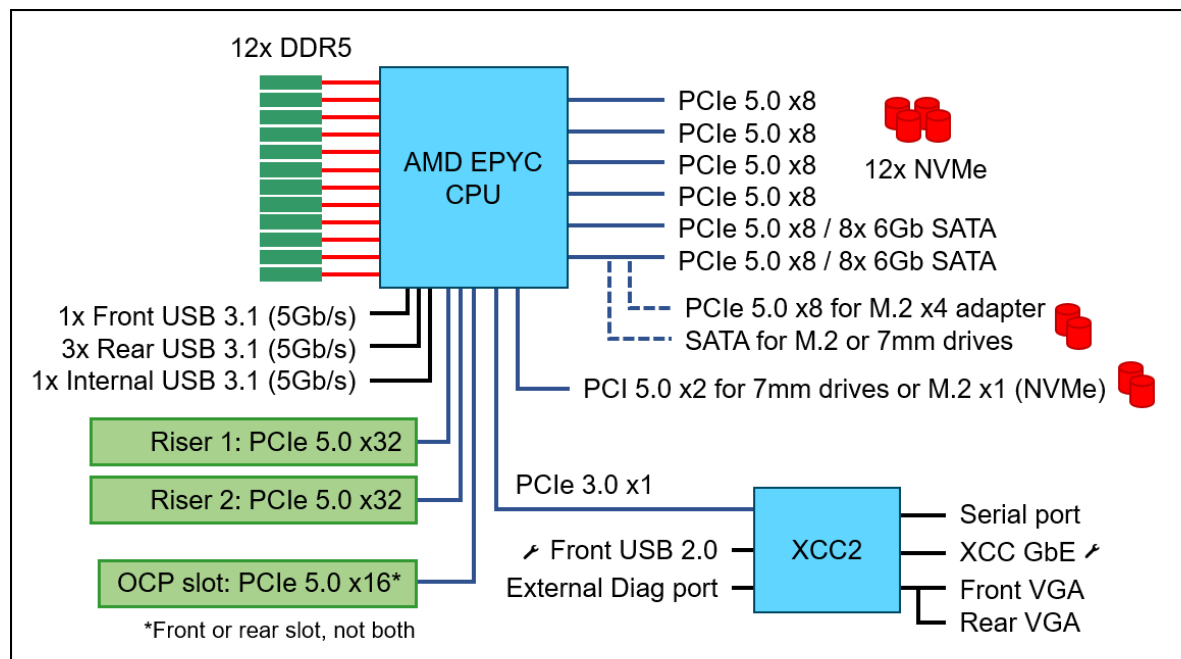 12x DDR5
AMD EPYC
CPU
PCIe 5.0 x8
PCIe 5.0 x8
PCIe 5.0 x8
PCIe 5.0 x8
PCIe 5.0 x8 / 8x 6Gb SATA
PCIe 5.0 x8 / 8x 6Gb SATA
12x NVMe
PCIe 5.0 x8 for M.2 x4 adapter
SATA for M.2 or 7mm drives
PCI 5.0 x2 for 7mm drives or M.2 x1 (NVMe)
1x Front USB 3.1 (5Gb/s)
3x Rear USB 3.1 (5Gb/s)
1x Internal USB 3.1 (5Gb/s)
Riser 1: PCIe 5.0 x32
Riser 2: PCIe 5.0 x32
OCP slot: PCIe 5.0 x16*
*Front or rear slot, not both
PCIe 3.0 x1
Front USB 2.0
External Diag port
XCC2
Serial port
XCC GbE
Front VGA
Rear VGA